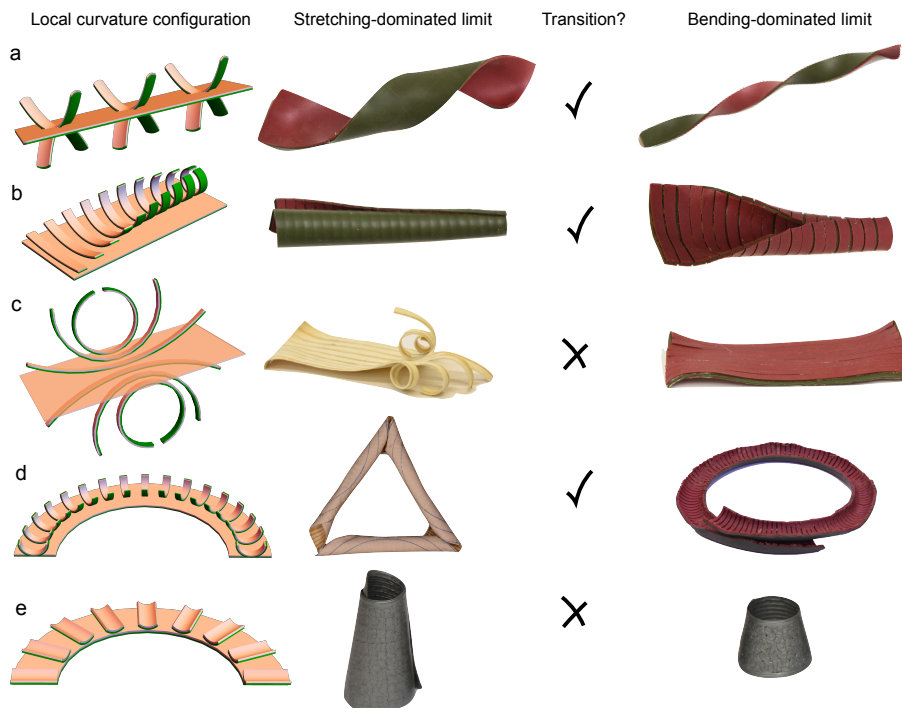 Local curvature configuration Stretching-dominated limit Transition? Bending-dominated limit
a
b
c
d
e